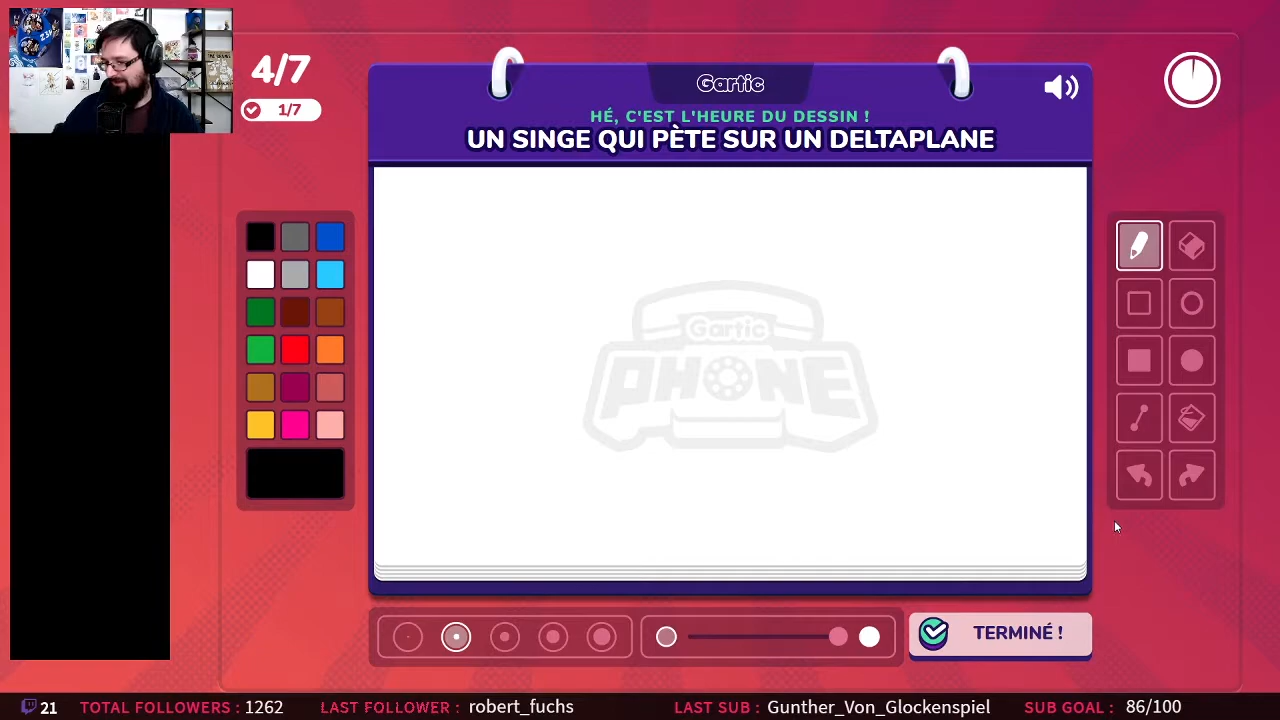 4/7
1/7
Gartic
HÉ, C'EST L'HEURE DU DESSIN !
UN SINGE QUI PÈTE SUR UN DELTAPLANE
Gartic
PHONE
TERMINÉ !
21 TOTAL FOLLOWERS : 1262 LAST FOLLOWER : robert_fuchs LAST SUB : Gunther_Von_Glockenspiel SUB GOAL : 86/100